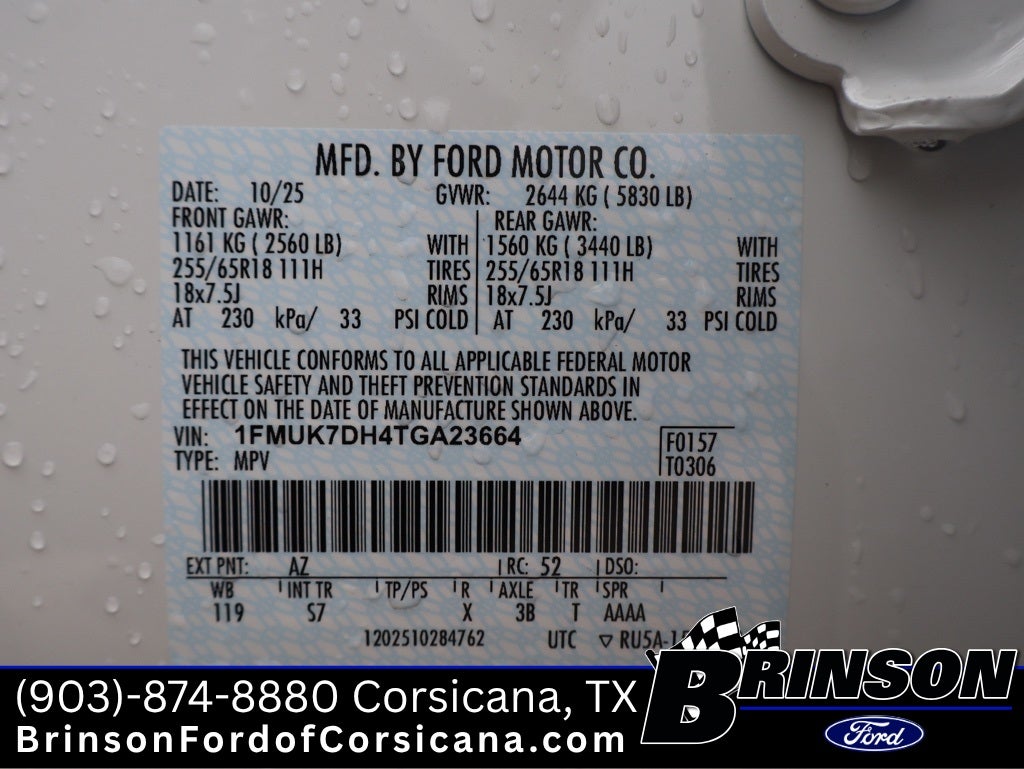 MFD. BY FORD MOTOR CO.
DATE: 10/25 GVWR: 2644 KG ( 5830 LB)
FRONT GAWR: REAR GAWR:
1161 KG ( 2560 LB) WITH 1560 KG ( 3440 LB) WITH
255/65R18 111H TIRES 255/65R18 111H TIRES
18x7.5J RIMS 18x7.5J RIMS
AT 230 kPa/ 33 PSI COLD AT 230 kPa/ 33 PSI COLD
THIS VEHICLE CONFORMS TO ALL APPLICABLE FEDERAL MOTOR
VEHICLE SAFETY AND THEFT PREVENTION STANDARDS IN
EFFECT ON THE DATE OF MANUFACTURE SHOWN ABOVE.
VIN: 1FMUK7DH4TGA23664
TYPE: MPV
F0157
T0306
EXT PNT: AZ RC: 52 DSO:
WB INT TR TP/PS R AXLE TR SPR
119 S7 X 3B T AAAA
1202510284762 UTC ▽ RU5A-
(903)-874-8880 Corsicana, TX
BrinsonFordofCorsicana.com
BRINSON
Ford